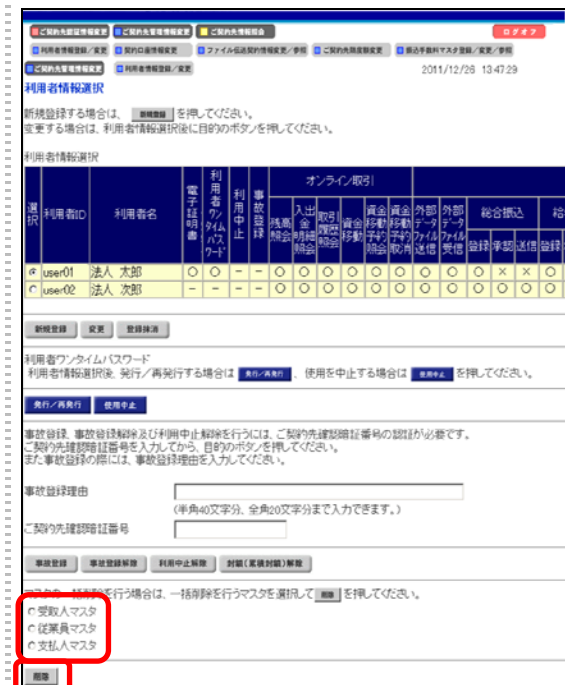 ご契約先暗証情報変更 ご契約先管理情報変更 ご契約先情報照会 ログオフ
利用者情報登録/変更 契約口座情報変更 ファイル伝送契約情報変更/参照 ご契約先限度額変更 振込手数料マスタ登録/変更/参照
ご契約先管理情報変更 利用者情報登録/変更 2011/12/26 13:47:29
利用者情報選択
新規登録する場合は、 新規登録 を押してください。
変更する場合は、利用者情報選択後に目的のボタンを押してください。
利用者情報選択
選択 利用者ID 利用者名 電子証明書 利用者ワンタイムパスワード 利用中止 事故登録 オンライン取引
残高照会 入出金明細照会 取引履歴照会 資金移動 資金移動予約照会 資金移動予約取消 外部データファイル送信 外部データファイル受信 総合振込 給
登録 承認 送信 登録
user01 法人 太郎 ○ ○ － － ○ ○ ○ ○ ○ ○ ○ ○ ○ × × ○
user02 法人 次郎 － － － － ○ ○ ○ ○ ○ ○ ○ ○ ○ ○ ○ ○
新規登録 変更 登録抹消
利用者ワンタイムパスワード
利用者情報選択後、発行/再発行する場合は 発行/再発行 、使用を中止する場合は 使用中止 を押してください。
発行/再発行 使用中止
事故登録、事故登録解除及び利用中止解除を行うには、ご契約先確認暗証番号の認証が必要です。
ご契約先確認暗証番号を入力してから、目的のボタンを押してください。
また事故登録の際には、事故登録理由を入力してください。
事故登録理由
(半角40文字分、全角20文字分まで入力できます。)
ご契約先確認暗証番号
事故登録 事故登録解除 利用中止解除 封鎖(累積封鎖)解除
マスタの一括削除を行う場合は、一括削除を行うマスタを選択して 削除 を押してください。
受取人マスタ
従業員マスタ
支払人マスタ
削除